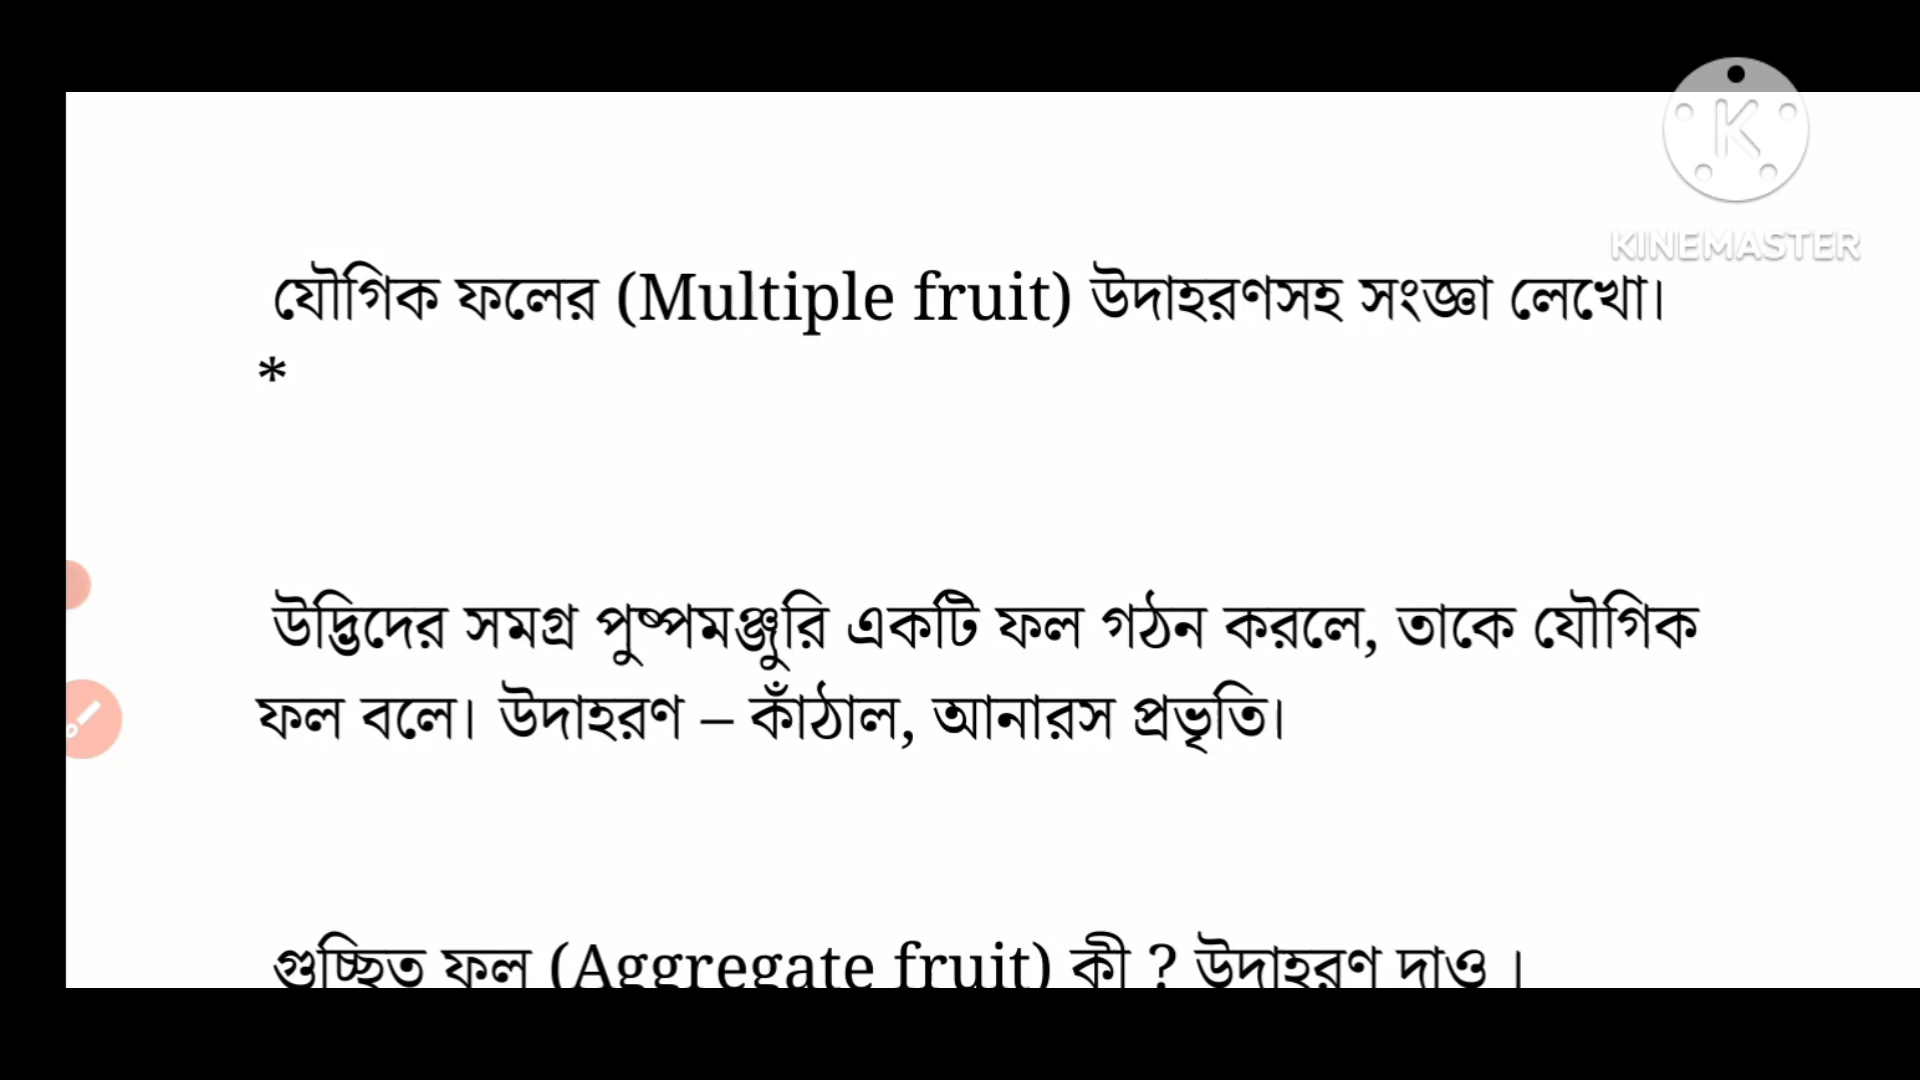 KINEMASTER
যৌগিক ফলের (Multiple fruit) উদাহরণসহ সংজ্ঞা লেখো।
*
উদ্ভিদের সমগ্র পুষ্পমঞ্জুরি একটি ফল গঠন করলে, তাকে যৌগিক
ফল বলে। উদাহরণ – কাঁঠাল, আনারস প্রভৃতি।
গুচ্ছিত ফল (Aggregate fruit) কী ? উদাহরণ দাও ।